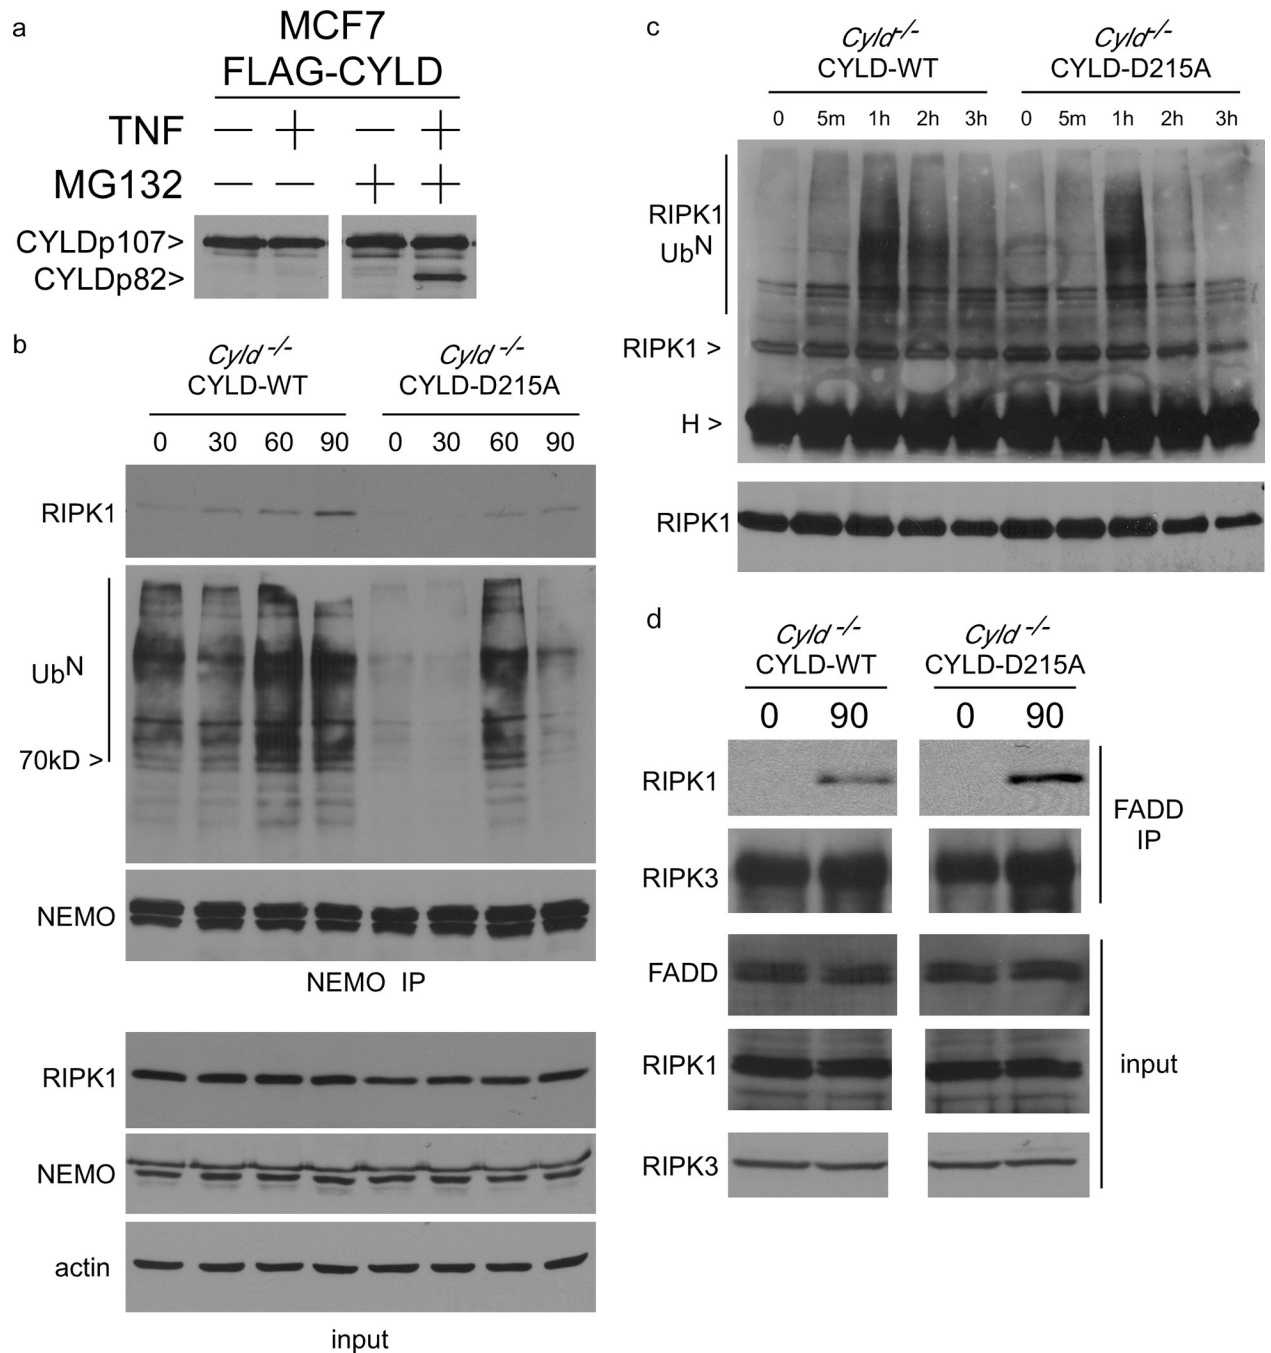 a
MCF7
FLAG-CYLD
TNF — + — +
MG132 — — + +
CYLDp107>
CYLDp82>
b
Cyld -/-
CYLD-WT
Cyld -/-
CYLD-D215A
0 30 60 90 0 30 60 90
RIPK1
UbN
70kD >
NEMO
NEMO IP
RIPK1
NEMO
actin
input
c
Cyld-/-
CYLD-WT
Cyld-/-
CYLD-D215A
0 5m 1h 2h 3h 0 5m 1h 2h 3h
RIPK1
UbN
RIPK1 >
H >
RIPK1
d
Cyld -/-
CYLD-WT
Cyld -/-
CYLD-D215A
0 90 0 90
RIPK1
RIPK3
FADD
IP
FADD
RIPK1
RIPK3
input